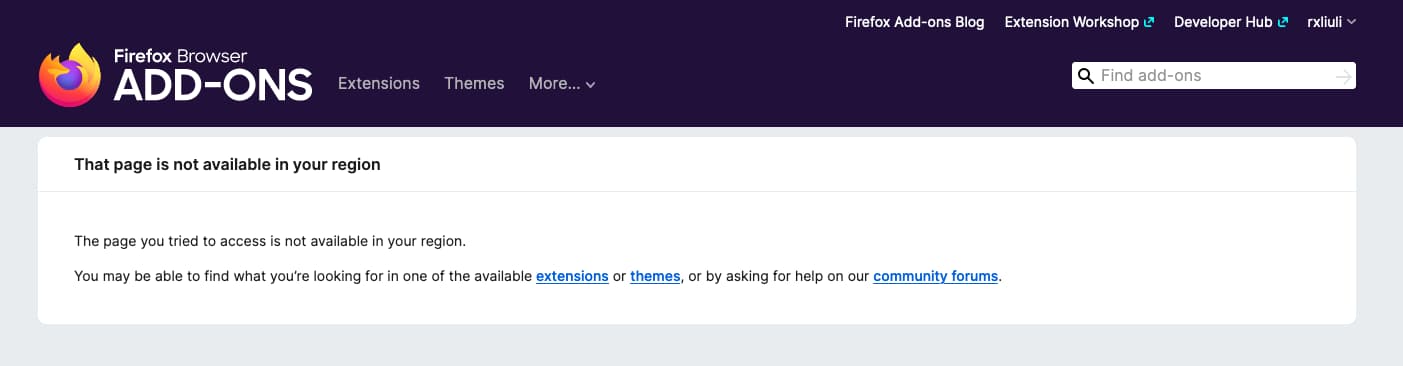 Firefox Add-ons Blog Extension Workshop Developer Hub rxliuli
Firefox Browser
ADD-ONS Extensions Themes More... Find add-ons
That page is not available in your region
The page you tried to access is not available in your region.
You may be able to find what you’re looking for in one of the available extensions or themes, or by asking for help on our community forums.